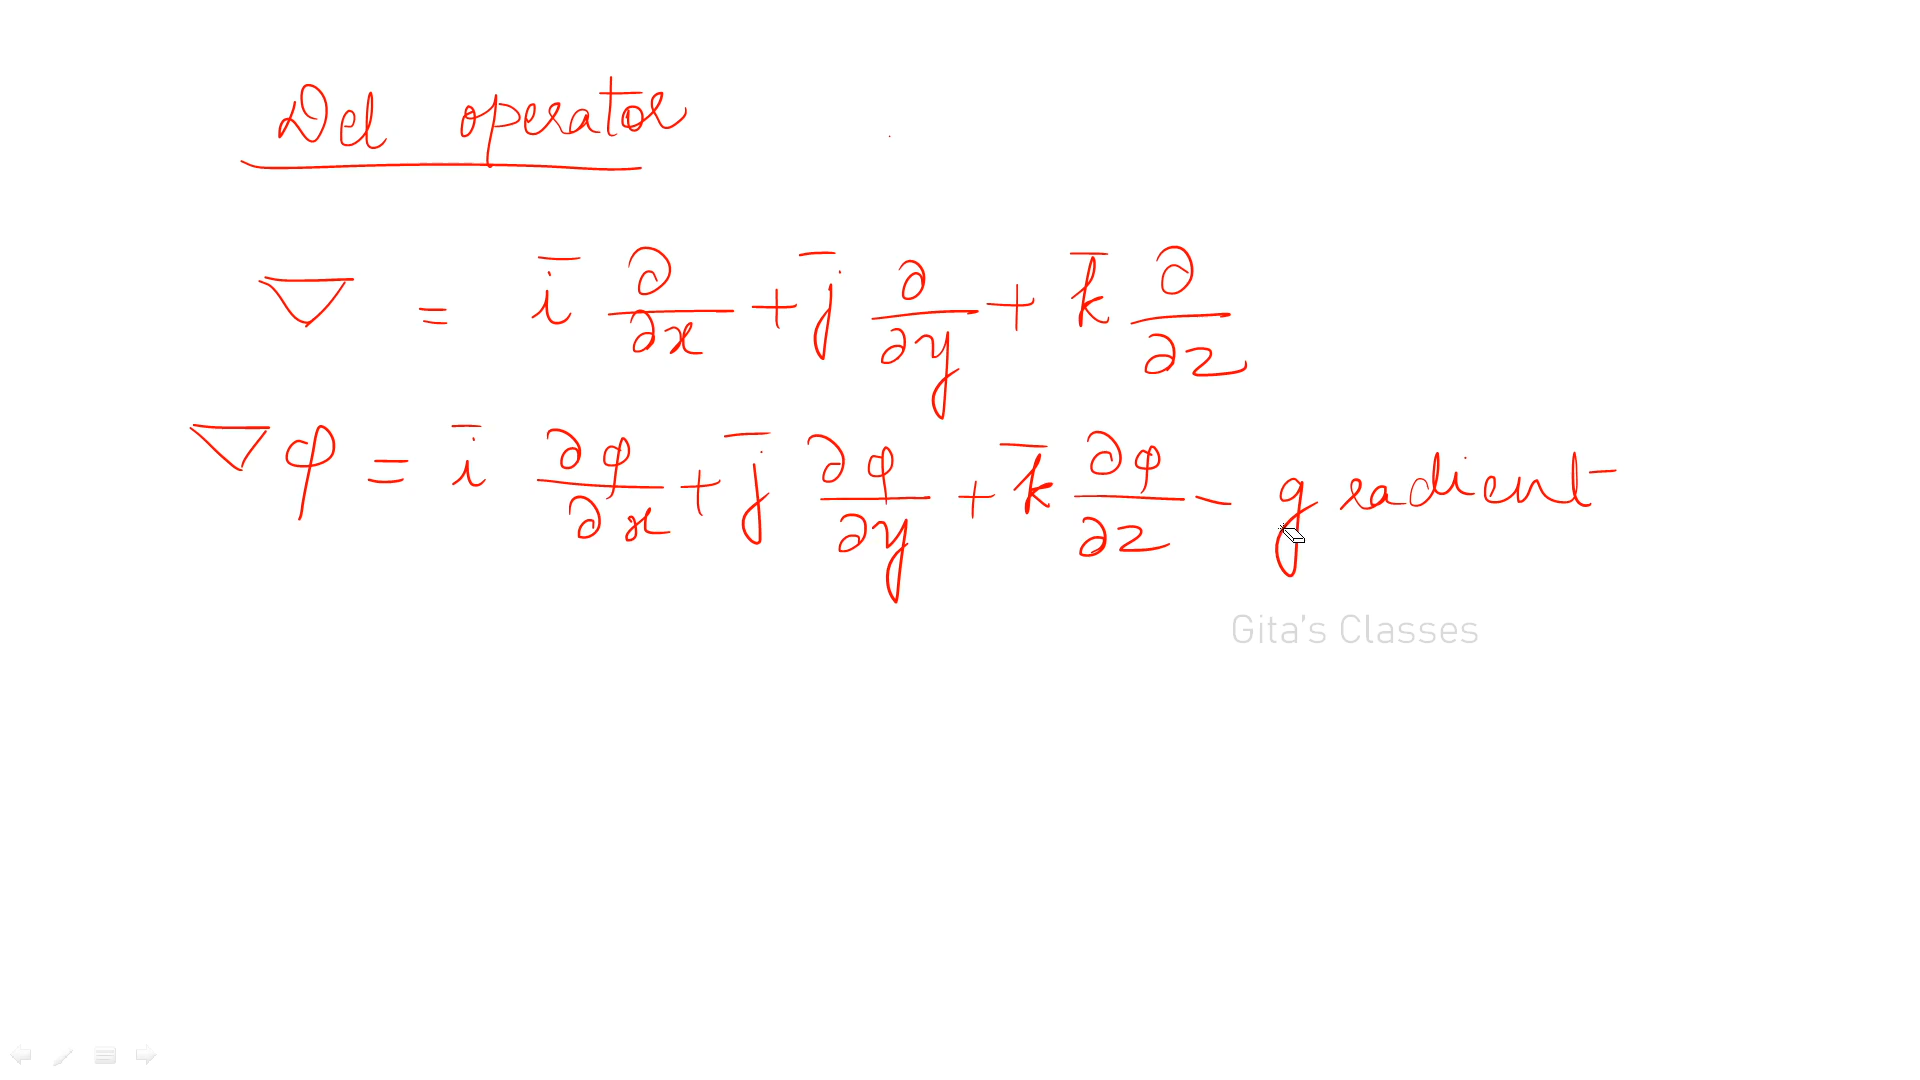 Del operator
∇ = i̅ ∂/∂x + j̅ ∂/∂y + k̅ ∂/∂z
∇φ = i̅ ∂φ/∂x + j̅ ∂φ/∂y + k̅ ∂φ/∂z – gradient
Gita's Classes